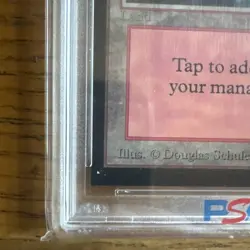 Tap to ad
your mana
Illus. © Douglas Schule
PS